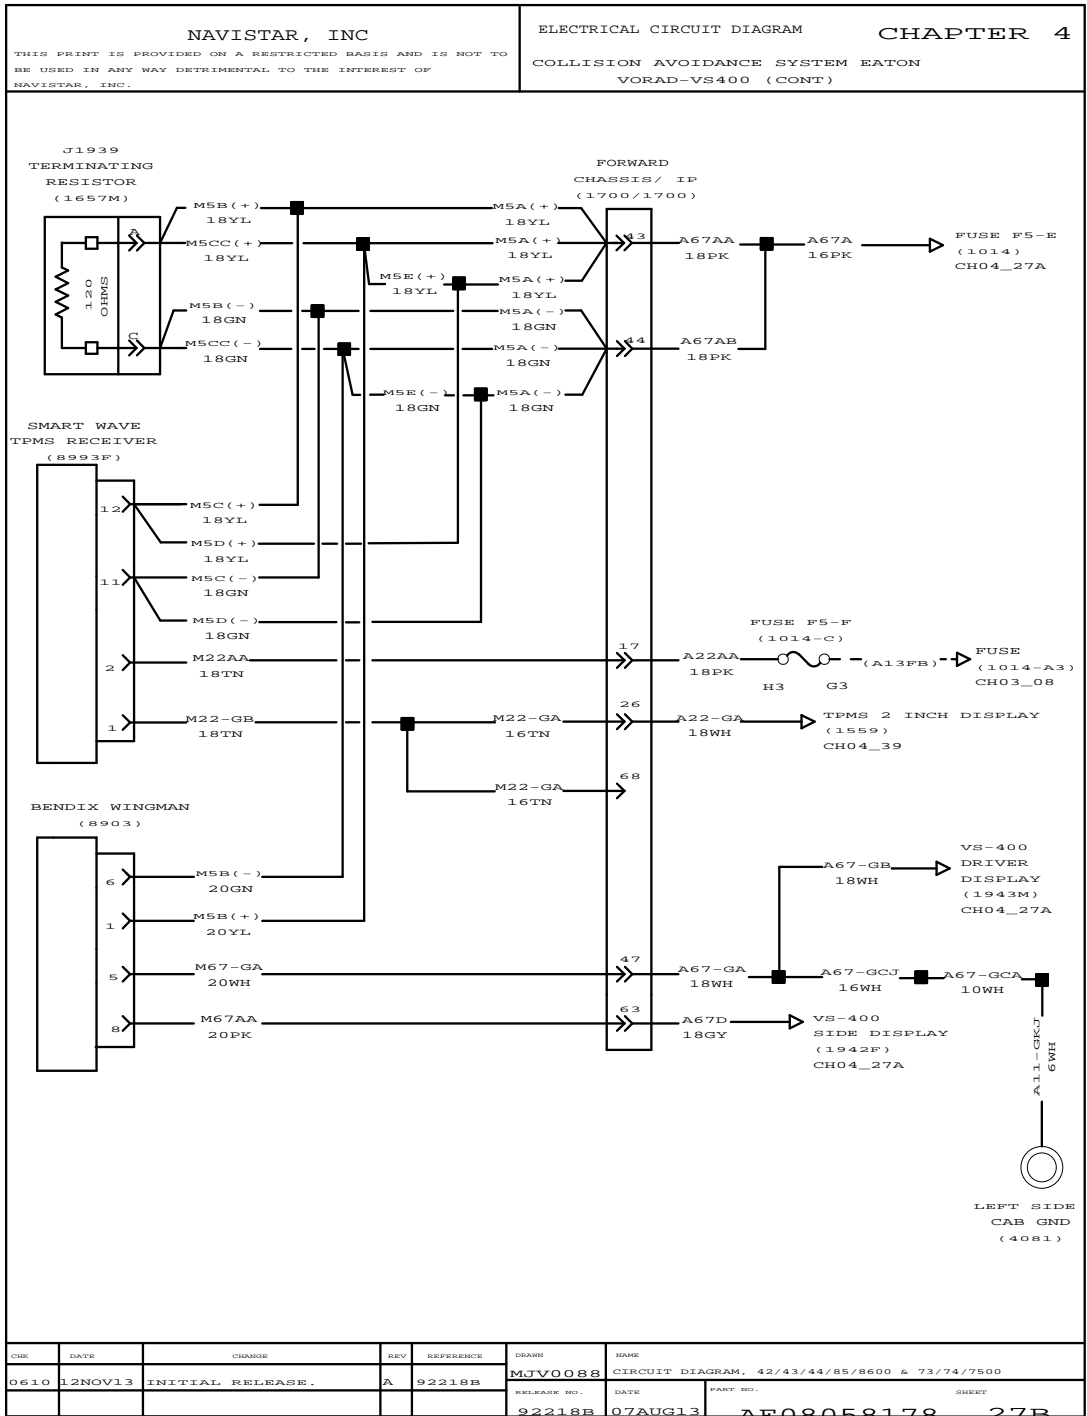 NAVISTAR, INC
THIS PRINT IS PROVIDED ON A RESTRICTED BASIS AND IS NOT TO
BE USED IN ANY WAY DETRIMENTAL TO THE INTEREST OF
NAVISTAR, INC.
ELECTRICAL CIRCUIT DIAGRAM
CHAPTER 4
COLLISION AVOIDANCE SYSTEM EATON
VORAD-VS400 (CONT)
J1939
TERMINATING
RESISTOR
(1657M)
A
C
120
OHMS
M5B(+)
18YL
M5CC(+)
18YL
M5B(-)
18GN
M5CC(-)
18GN
M5E(+)
18YL
M5E(-)
18GN
M5A(+)
18YL
M5A(+)
18YL
M5A(+)
18YL
M5A(-)
18GN
M5A(-)
18GN
M5A(-)
18GN
FORWARD
CHASSIS/ IP
(1700/1700)
43
44
A67AA
18PK
A67A
16PK
FUSE F5-E
(1014)
CH04_27A
A67AB
18PK
SMART WAVE
TPMS RECEIVER
(8993F)
12
11
2
1
M5C(+)
18YL
M5D(+)
18YL
M5C(-)
18GN
M5D(-)
18GN
M22AA
18TN
M22-GB
18TN
M22-GA
16TN
M22-GA
16TN
17
26
68
A22AA
18PK
FUSE F5-F
(1014-C)
H3
G3
(A13FB)
FUSE
(1014-A3)
CH03_08
A22-GA
18WH
TPMS 2 INCH DISPLAY
(1559)
CH04_39
BENDIX WINGMAN
(8903)
6
1
5
8
M5B(-)
20GN
M5B(+)
20YL
M67-GA
20WH
M67AA
20PK
47
63
A67-GA
18WH
A67-GB
18WH
VS-400
DRIVER
DISPLAY
(1943M)
CH04_27A
A67-GCJ
16WH
A67-GCA
10WH
A67D
18GY
VS-400
SIDE DISPLAY
(1942F)
CH04_27A
A11-GKJ
6WH
LEFT SIDE
CAB GND
(4081)
CHK DATE CHANGE REV REFERENCE
0610 12NOV13 INITIAL RELEASE. A 92218B
DRAWN
MJV0088
NAME
CIRCUIT DIAGRAM, 42/43/44/85/8600 & 73/74/7500
RELEASE NO.
92218B
DATE
07AUG13
PART NO.
AF08058178
SHEET
27B